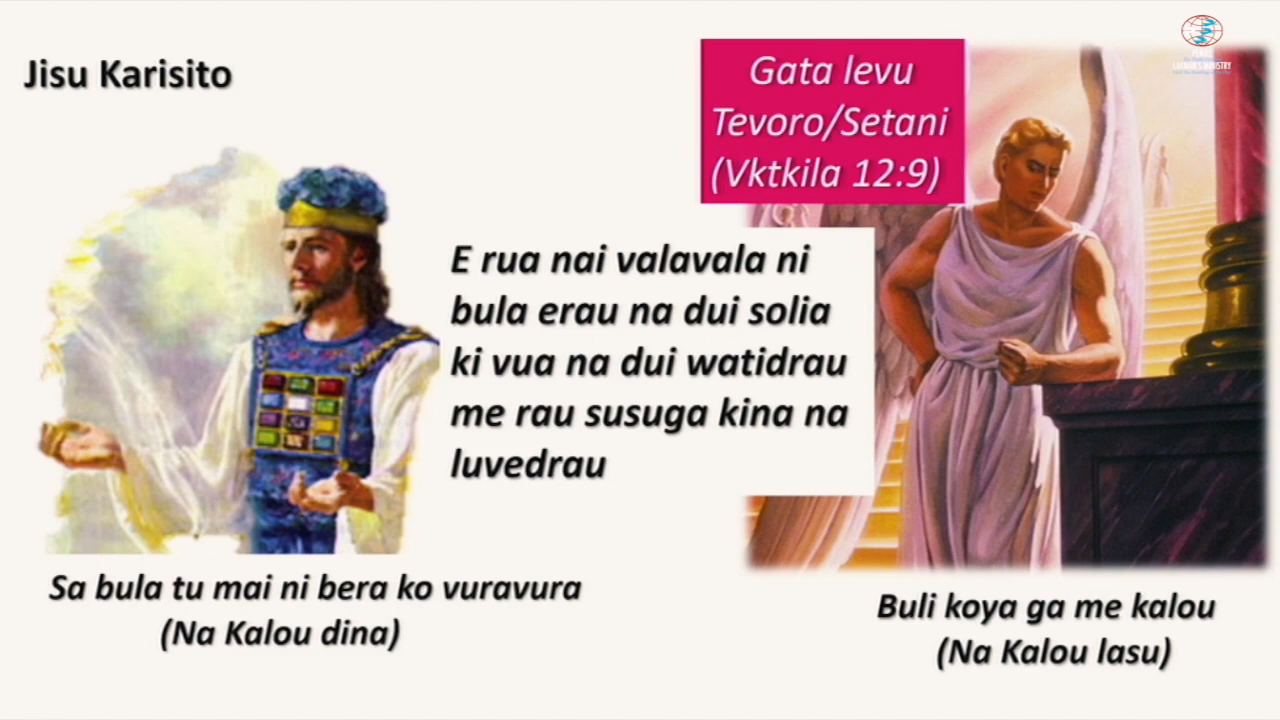 Jisu Karisito
Gata levu
Tevoro/Setani
(Vktkila 12:9)
E rua nai valavala ni
bula erau na dui solia
ki vua na dui watidrau
me rau susuga kina na
luvedrau
Sa bula tu mai ni bera ko vuravura
(Na Kalou dina)
Buli koya ga me kalou
(Na Kalou lasu)
LAYMAN'S MINISTRY